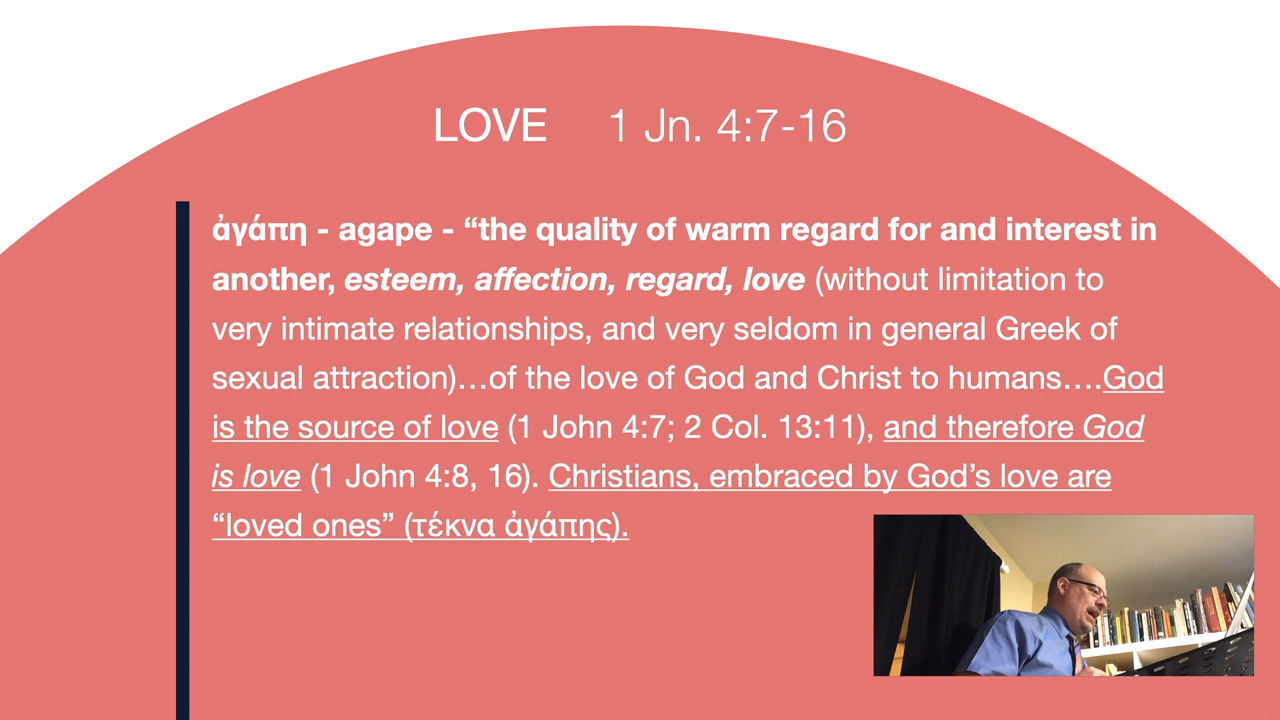 LOVE 1 Jn. 4:7-16
ἀγάπη - agape - “the quality of warm regard for and interest in
another, esteem, affection, regard, love (without limitation to
very intimate relationships, and very seldom in general Greek of
sexual attraction)…of the love of God and Christ to humans….God
is the source of love (1 John 4:7; 2 Col. 13:11), and therefore God
is love (1 John 4:8, 16). Christians, embraced by God’s love are
“loved ones” (τέκνα ἀγάπης).